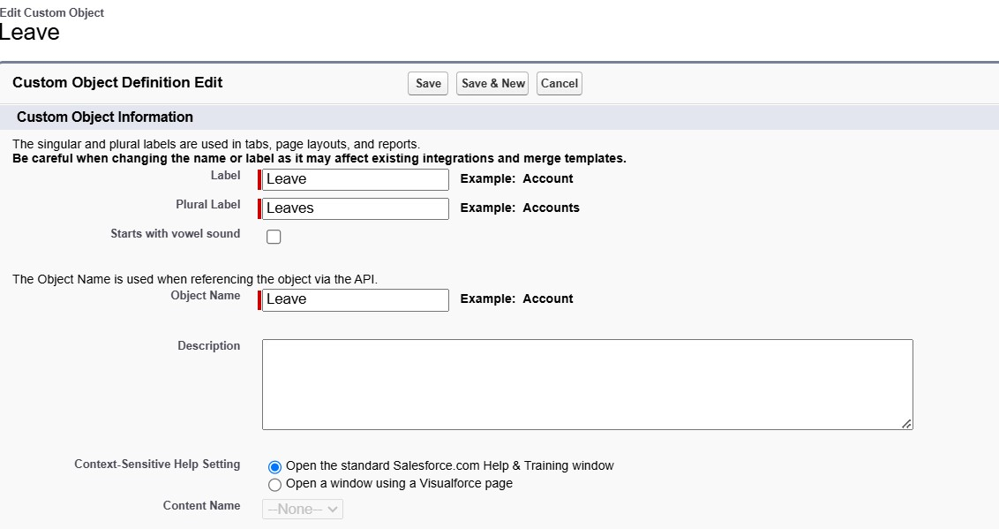 Edit Custom Object
Leave
Custom Object Definition Edit Save Save & New Cancel
Custom Object Information
The singular and plural labels are used in tabs, page layouts, and reports.
Be careful when changing the name or label as it may affect existing integrations and merge templates.
Label Leave Example: Account
Plural Label Leaves Example: Accounts
Starts with vowel sound
The Object Name is used when referencing the object via the API.
Object Name Leave Example: Account
Description
Context-Sensitive Help Setting Open the standard Salesforce.com Help & Training window
Open a window using a Visualforce page
Content Name --None--